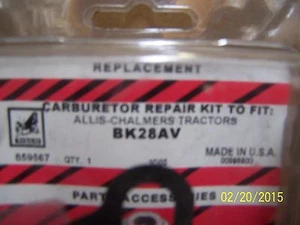 REPLACEMENT
CARBURETOR REPAIR KIT TO FIT:
ALLIS-CHALMERS TRACTORS
BK28AV
MADE IN U.S.A.
659567 QTY. 1
PARTS ACCESSORIES
02/20/2015